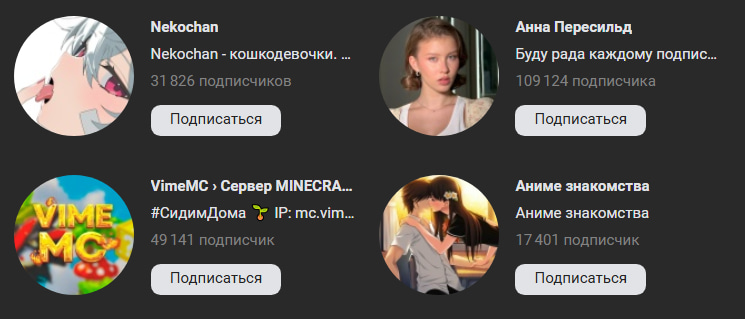 Nekochan
Nekochan - кошкодевочки. ...
31 826 подписчиков
Подписаться
Анна Пересильд
Буду рада каждому подпис...
109 124 подписчика
Подписаться
VIME
MC
VimeMC › Сервер MINECRA...
#СидимДома 🌱 IP: mc.vim...
49 141 подписчик
Подписаться
Аниме знакомства
Аниме знакомства
17 401 подписчик
Подписаться